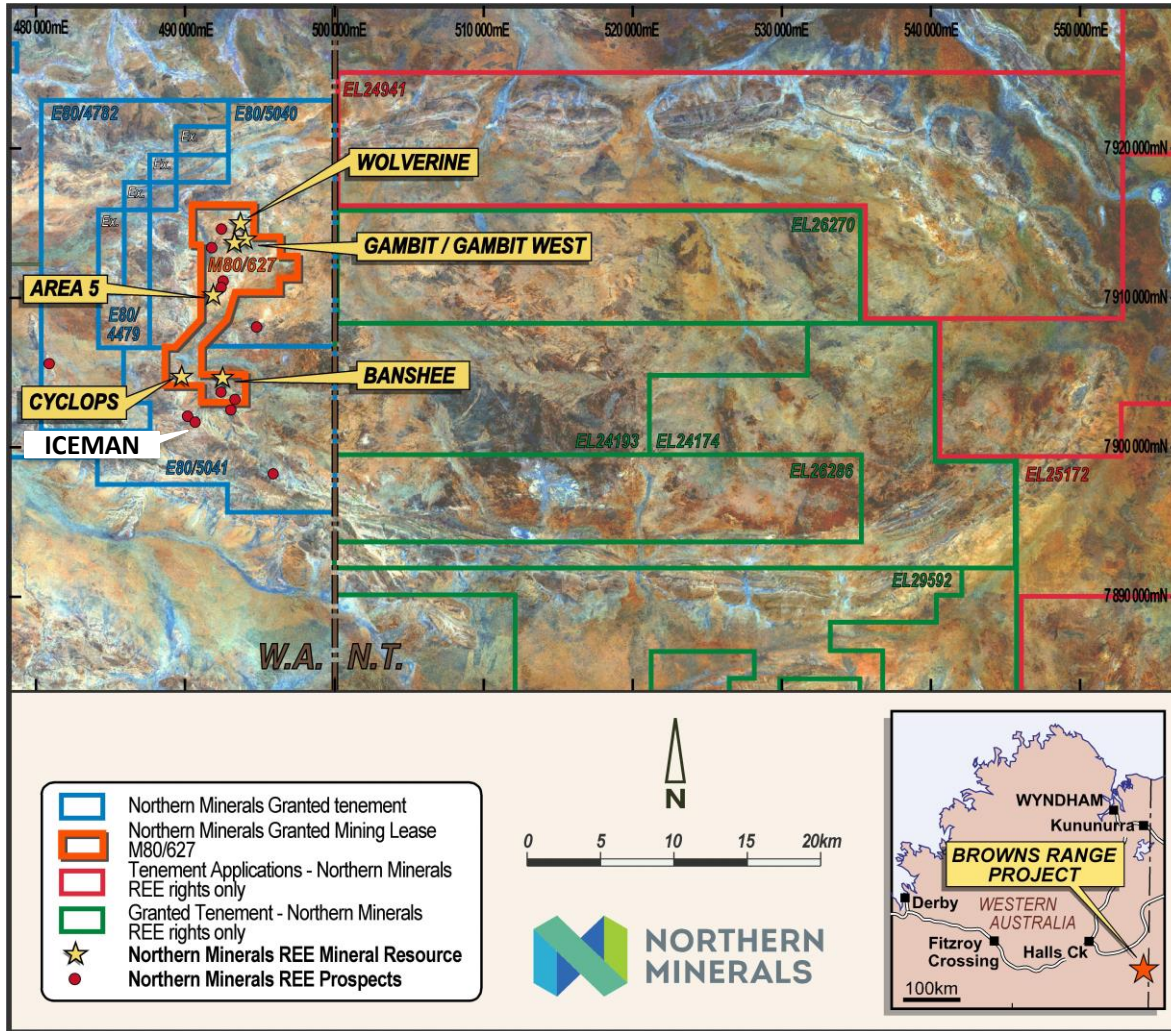 480 000mE
490 000mE
500 000mE
510 000mE
520 000mE
530 000mE
540 000mE
550 000mE
E80/4782
E80/5040
EL24941
Ex.
WOLVERINE
7 920 000mN
Ex.
Ex.
Ex.
EL26270
GAMBIT / GAMBIT WEST
M80/627
AREA 5
7 910 000mN
E80/
4479
BANSHEE
CYCLOPS
ICEMAN
EL24193
EL24174
7 900 000mN
E80/5041
EL26286
EL25172
EL29592
7 890 000mN
W.A.
N.T.
Northern Minerals Granted tenement
Northern Minerals Granted Mining Lease
M80/627
Tenement Applications - Northern Minerals
REE rights only
Granted Tenement - Northern Minerals
REE rights only
Northern Minerals REE Mineral Resource
Northern Minerals REE Prospects
N
0 5 10 15 20km
NORTHERN
MINERALS
WYNDHAM
Kununurra
BROWNS RANGE
PROJECT
Derby
WESTERN
AUSTRALIA
Fitzroy
Crossing
Halls Ck
100km